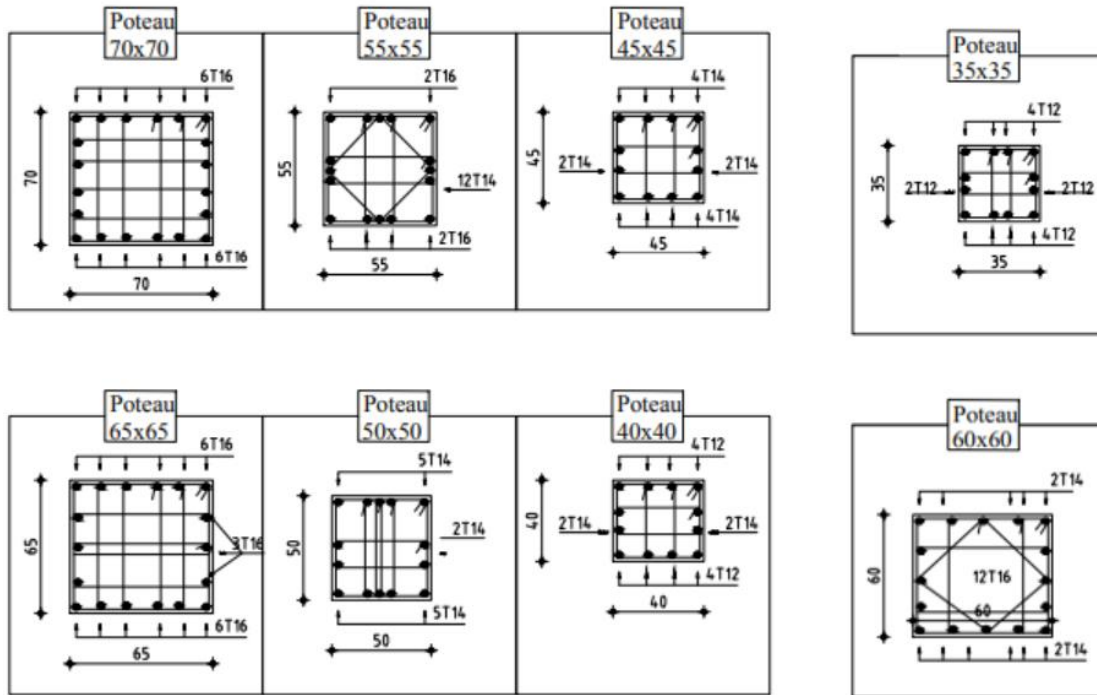 Poteau
70x70
6T16
70
6T16
70
Poteau
55x55
2T16
55
12T14
2T16
55
Poteau
45x45
4T14
45
2T14
2T14
4T14
45
Poteau
35x35
4T12
35
2T12
2T12
4T12
35
Poteau
65x65
6T16
65
3T16
6T16
65
Poteau
50x50
5T14
50
2T14
5T14
50
Poteau
40x40
4T12
40
2T14
2T14
4T12
40
Poteau
60x60
2T14
60
12T16
60
2T14